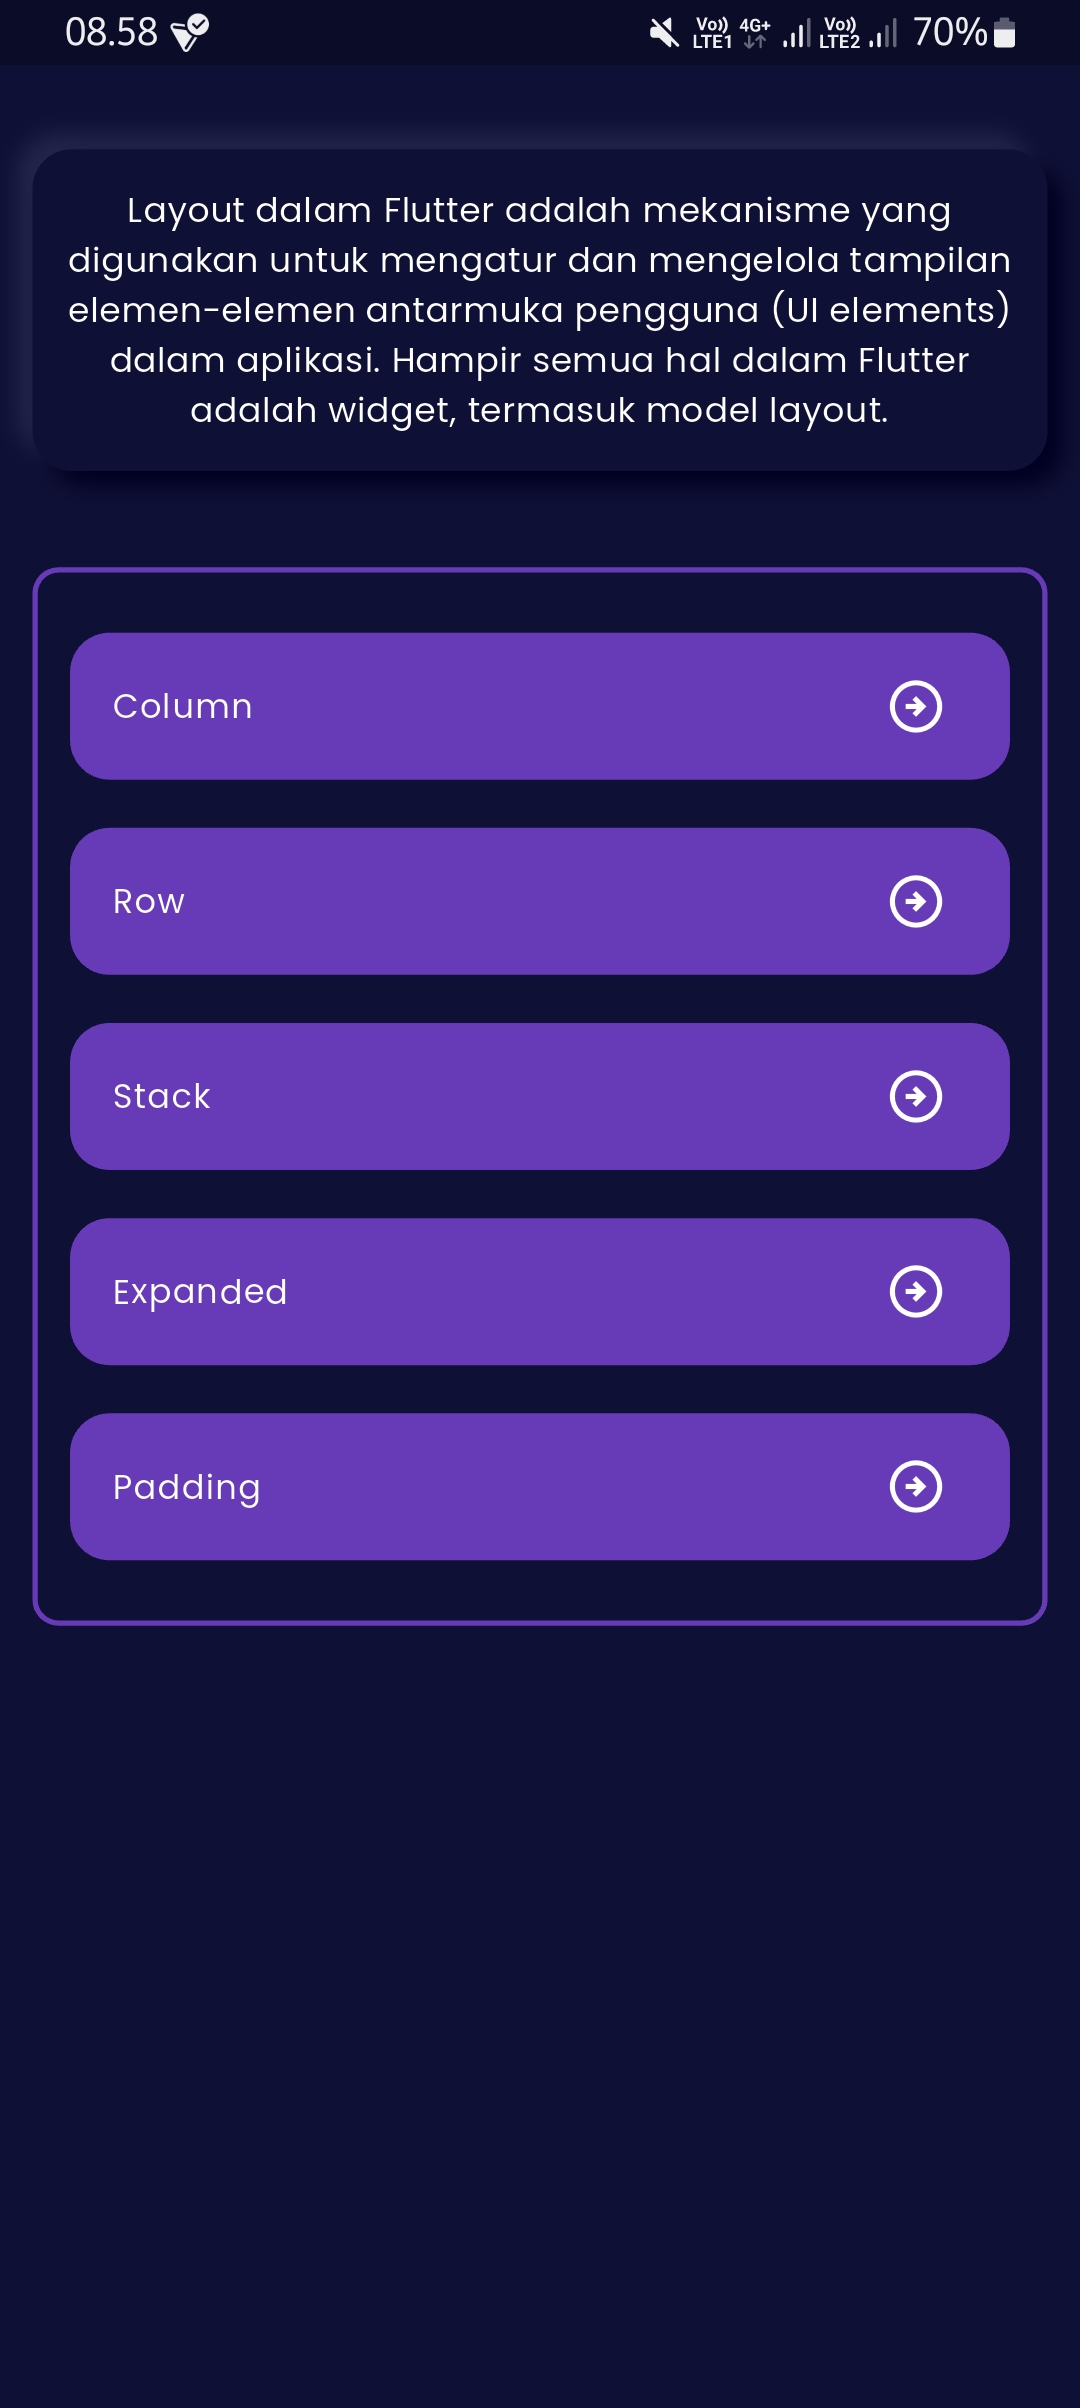 08.58
Vo)) LTE1 4G+ Vo)) LTE2 70%
Layout dalam Flutter adalah mekanisme yang
digunakan untuk mengatur dan mengelola tampilan
elemen-elemen antarmuka pengguna (UI elements)
dalam aplikasi. Hampir semua hal dalam Flutter
adalah widget, termasuk model layout.
Column
Row
Stack
Expanded
Padding